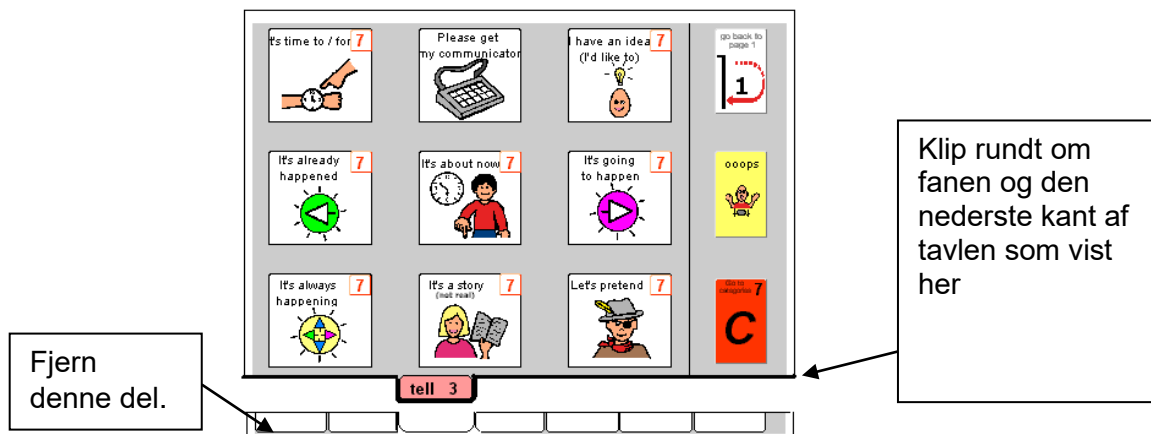 t's time to / for 7
Please get
my communicator
I have an idea 7
(I'd like to)
go back to
page 1
1
It's already 7
happened
It's about now 7
It's going 7
to happen
ooops
It's always 7
happening
It's a story 7
(not real)
Let's pretend 7
Go to
categories 7
C
tell 3
Klip rundt om
fanen og den
nederste kant af
tavlen som vist
her
Fjern
denne del.